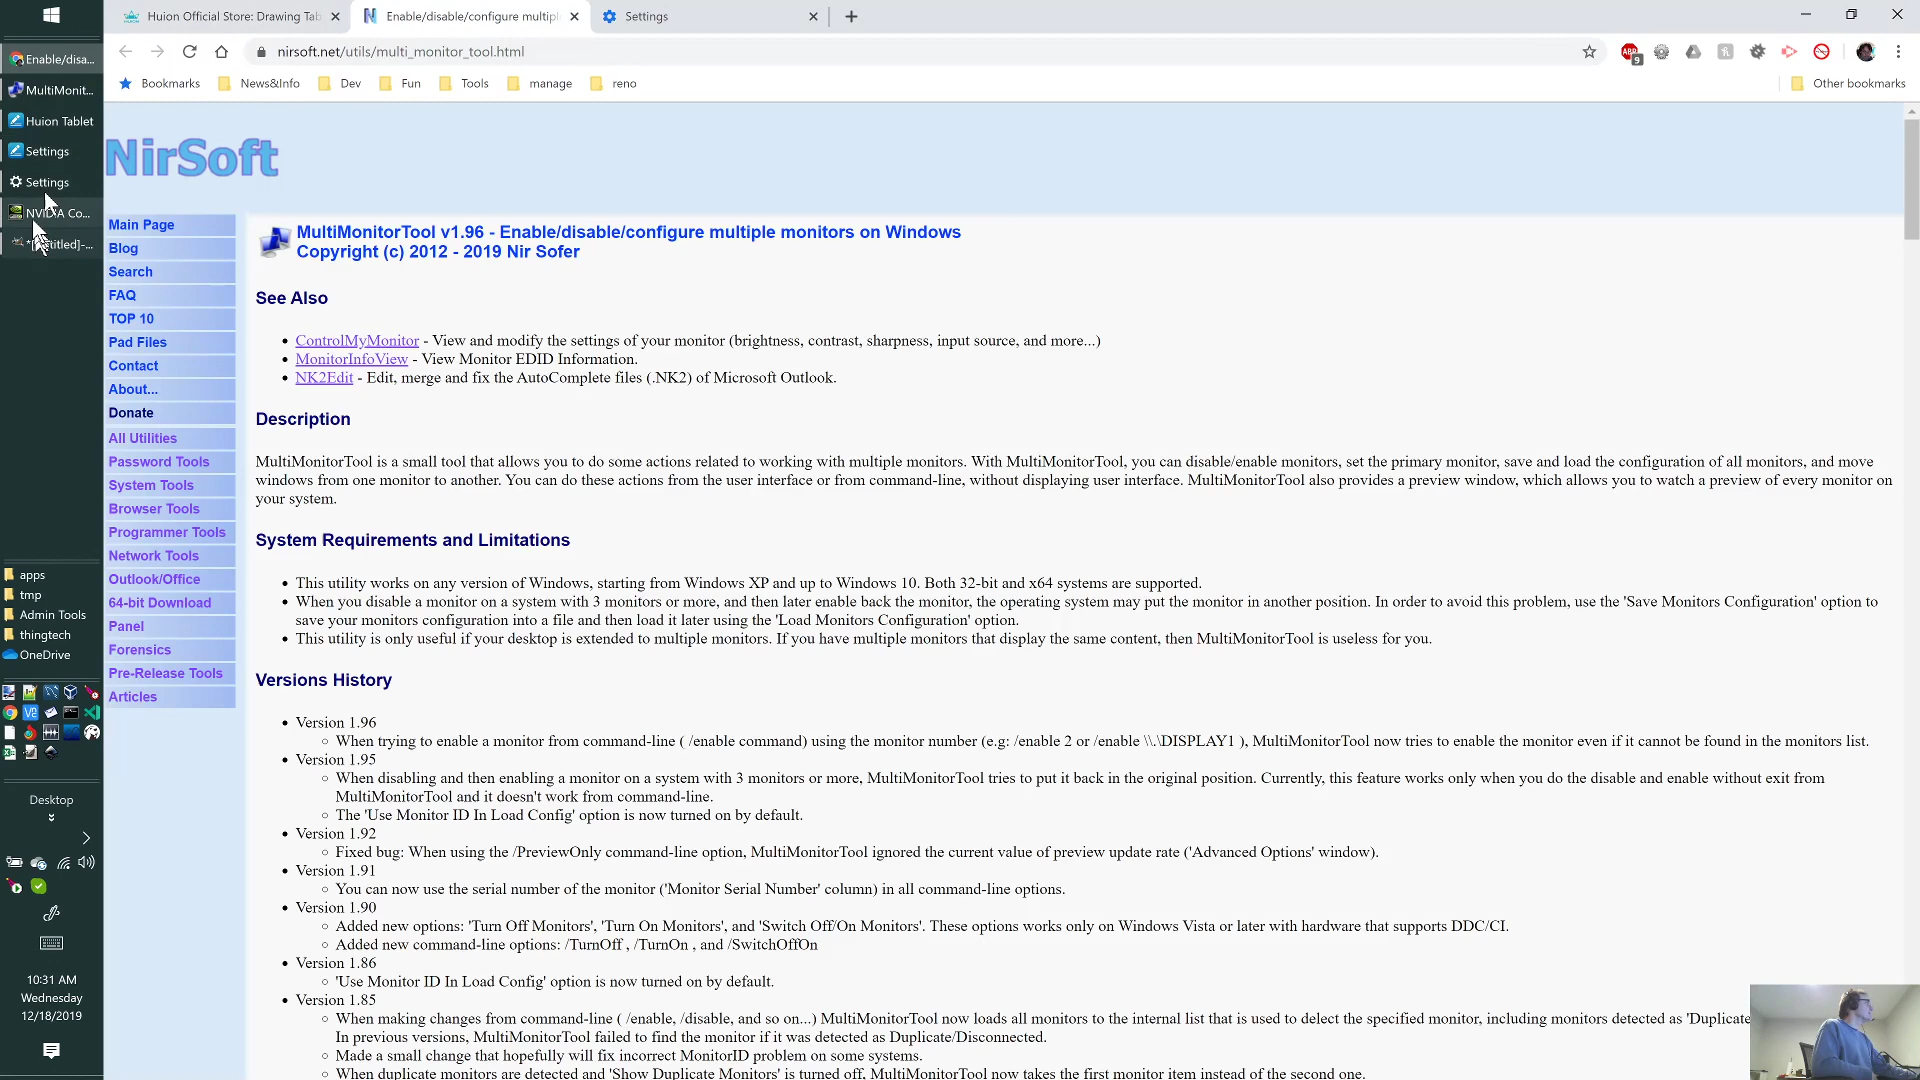 Huion Official Store: Drawing Tab
Enable/disable/configure multipl
Settings
nirsoft.net/utils/multi_monitor_tool.html
ABP
9
Bookmarks
News&Info
Dev
Fun
Tools
manage
reno
Other bookmarks
Enable/disa...
MultiMonit...
Huion Tablet
Settings
Settings
NVIDIA Co...
apps
tmp
Admin Tools
thingtech
OneDrive
Desktop
10:31 AM
Wednesday
12/18/2019
NirSoft
Main Page
Blog
Search
FAQ
TOP 10
Pad Files
Contact
About...
Donate
All Utilities
Password Tools
System Tools
Browser Tools
Programmer Tools
Network Tools
Outlook/Office
64-bit Download
Panel
Forensics
Pre-Release Tools
Articles
MultiMonitorTool v1.96 - Enable/disable/configure multiple monitors on Windows
Copyright (c) 2012 - 2019 Nir Sofer
See Also
ControlMyMonitor - View and modify the settings of your monitor (brightness, contrast, sharpness, input source, and more...)
MonitorInfoView - View Monitor EDID Information.
NK2Edit - Edit, merge and fix the AutoComplete files (.NK2) of Microsoft Outlook.
Description
MultiMonitorTool is a small tool that allows you to do some actions related to working with multiple monitors. With MultiMonitorTool, you can disable/enable monitors, set the primary monitor, save and load the configuration of all monitors, and move
windows from one monitor to another. You can do these actions from the user interface or from command-line, without displaying user interface. MultiMonitorTool also provides a preview window, which allows you to watch a preview of every monitor on
your system.
System Requirements and Limitations
This utility works on any version of Windows, starting from Windows XP and up to Windows 10. Both 32-bit and x64 systems are supported.
When you disable a monitor on a system with 3 monitors or more, and then later enable back the monitor, the operating system may put the monitor in another position. In order to avoid this problem, use the 'Save Monitors Configuration' option to
save your monitors configuration into a file and then load it later using the 'Load Monitors Configuration' option.
This utility is only useful if your desktop is extended to multiple monitors. If you have multiple monitors that display the same content, then MultiMonitorTool is useless for you.
Versions History
Version 1.96
When trying to enable a monitor from command-line ( /enable command) using the monitor number (e.g: /enable 2 or /enable \\.\DISPLAY1 ), MultiMonitorTool now tries to enable the monitor even if it cannot be found in the monitors list.
Version 1.95
When disabling and then enabling a monitor on a system with 3 monitors or more, MultiMonitorTool tries to put it back in the original position. Currently, this feature works only when you do the disable and enable without exit from
MultiMonitorTool and it doesn't work from command-line.
The 'Use Monitor ID In Load Config' option is now turned on by default.
Version 1.92
Fixed bug: When using the /PreviewOnly command-line option, MultiMonitorTool ignored the current value of preview update rate ('Advanced Options' window).
Version 1.91
You can now use the serial number of the monitor ('Monitor Serial Number' column) in all command-line options.
Version 1.90
Added new options: 'Turn Off Monitors', 'Turn On Monitors', and 'Switch Off/On Monitors'. These options works only on Windows Vista or later with hardware that supports DDC/CI.
Added new command-line options: /TurnOff , /TurnOn , and /SwitchOffOn
Version 1.86
'Use Monitor ID In Load Config' option is now turned on by default.
Version 1.85
When making changes from command-line ( /enable, /disable, and so on...) MultiMonitorTool now loads all monitors to the internal list that is used to delect the specified monitor, including monitors detected as 'Duplicate
In previous versions, MultiMonitorTool failed to find the monitor if it was detected as Duplicate/Disconnected.
Made a small change that hopefully will fix incorrect MonitorID problem on some systems.
When duplicate monitors are detected and 'Show Duplicate Monitors' is turned off, MultiMonitorTool now takes the first monitor item instead of the second one.